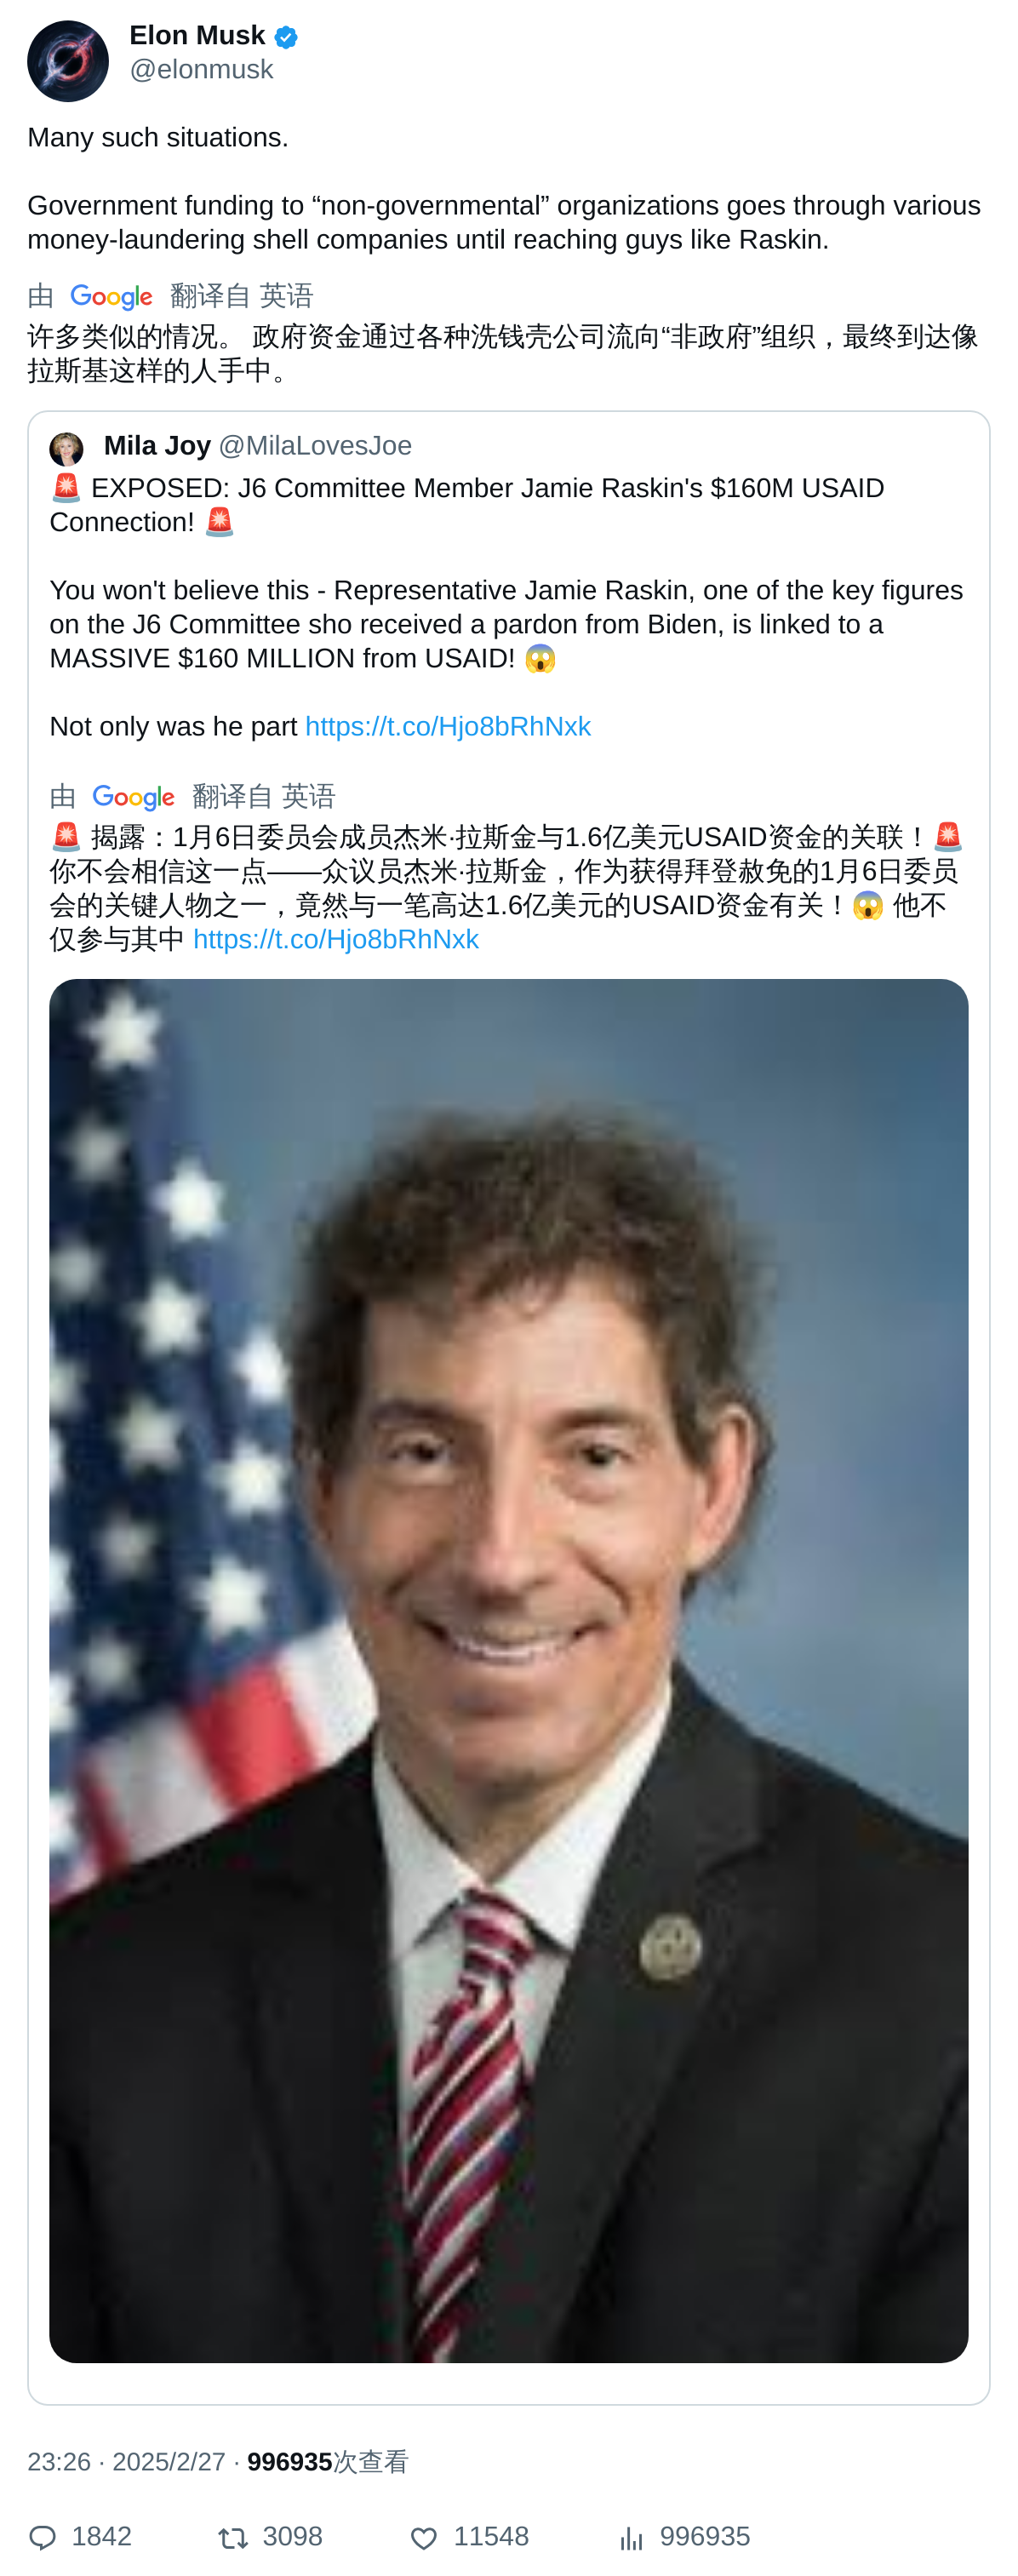 Elon Musk
@elonmusk
Many such situations.
Government funding to “non-governmental” organizations goes through various
money-laundering shell companies until reaching guys like Raskin.
由 Google 翻译自 英语
许多类似的情况。 政府资金通过各种洗钱壳公司流向“非政府”组织，最终到达像
拉斯基这样的人手中。
Mila Joy @MilaLovesJoe
🚨 EXPOSED: J6 Committee Member Jamie Raskin's $160M USAID
Connection! 🚨
You won't believe this - Representative Jamie Raskin, one of the key figures
on the J6 Committee sho received a pardon from Biden, is linked to a
MASSIVE $160 MILLION from USAID! 😱
Not only was he part https://t.co/Hjo8bRhNxk
由 Google 翻译自 英语
🚨 揭露：1月6日委员会成员杰米·拉斯金与1.6亿美元USAID资金的关联！🚨
你不会相信这一点——众议员杰米·拉斯金，作为获得拜登赦免的1月6日委员
会的关键人物之一，竟然与一笔高达1.6亿美元的USAID资金有关！😱 他不
仅参与其中 https://t.co/Hjo8bRhNxk
23:26 · 2025/2/27 · 996935次查看
1842 3098 11548 996935